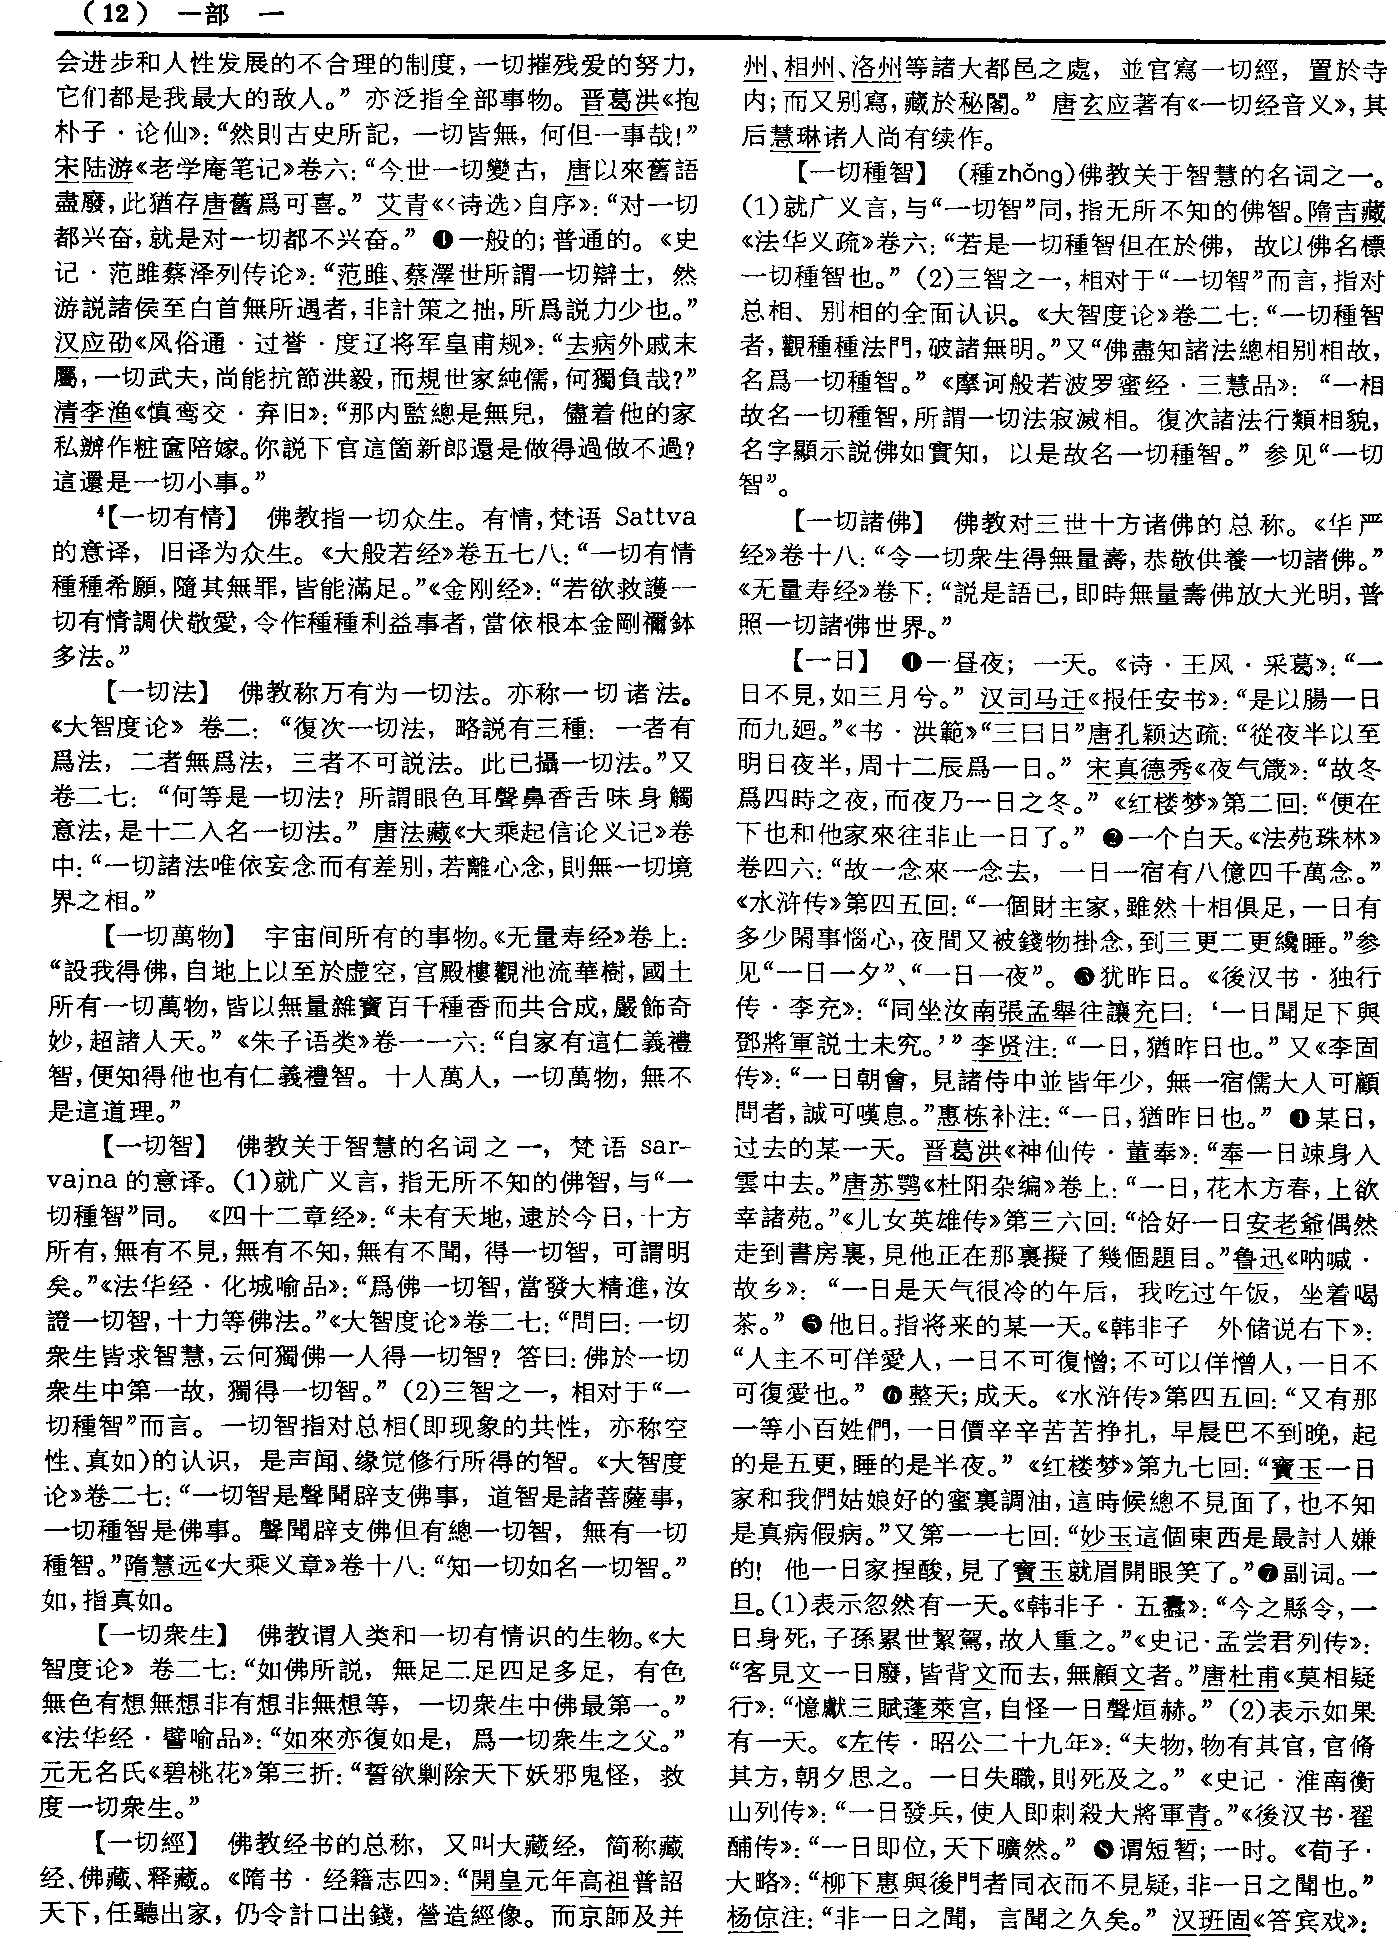 （12） 一部 一
会进步和人性发展的不合理的制度，一切摧残爱的努力，
它们都是我最大的敌人。”亦泛指全部事物。晋葛洪《抱
朴子·论仙》：“然則古史所記，一切皆無，何但一事哉！”
宋陆游《老学庵笔记》卷六：“今世一切變古，唐以來舊語
盡廢，此猶存唐舊爲可喜。”艾青《〈诗选〉自序》：“对一切
都兴奋，就是对一切都不兴奋。”❹一般的；普通的。《史
记·范雎蔡泽列传论》：“范雎、蔡澤世所謂一切辯士，然
游説諸侯至白首無所遇者，非計策之拙，所爲説力少也。”
汉应劭《风俗通·过誉·度辽将军皇甫规》：“去病外戚末
屬，一切武夫，尚能抗節洪毅，而規世家純儒，何獨負哉？”
清李渔《慎鸾交·弃旧》：“那内監總是無兒，儘着他的家
私辦作粧奩陪嫁。你説下官這箇新郎還是做得過做不過？
這還是一切小事。”
⁴【一切有情】 佛教指一切众生。有情，梵语 Sattva
的意译，旧译为众生。《大般若经》卷五七八：“一切有情
種種希願，隨其無罪，皆能滿足。”《金刚经》：“若欲救護一
切有情調伏敬愛，令作種種利益事者，當依根本金剛禰鉢
多法。”
【一切法】 佛教称万有为一切法。亦称一切诸法。
《大智度论》卷二：“復次一切法，略説有三種：一者有
爲法，二者無爲法，三者不可説法。此已攝一切法。”又
卷二七：“何等是一切法？所謂眼色耳聲鼻香舌味身觸
意法，是十二入名一切法。”唐法藏《大乘起信论义记》卷
中：“一切諸法唯依妄念而有差别，若離心念，則無一切境
界之相。”
【一切萬物】 宇宙间所有的事物。《无量寿经》卷上：
“設我得佛，自地上以至於虚空，宫殿樓觀池流華樹，國土
所有一切萬物，皆以無量雜寶百千種香而共合成，嚴飾奇
妙，超諸人天。”《朱子语类》卷一一六：“自家有這仁義禮
智，便知得他也有仁義禮智。十人萬人，一切萬物，無不
是這道理。”
【一切智】 佛教关于智慧的名词之一，梵语 sar-
vajna 的意译。（1）就广义言，指无所不知的佛智，与“一
切種智”同。《四十二章经》：“未有天地，逮於今日，十方
所有，無有不見，無有不知，無有不聞，得一切智，可謂明
矣。”《法华经·化城喻品》：“爲佛一切智，當發大精進，汝
證一切智，十力等佛法。”《大智度论》卷二七：“問曰：一切
衆生皆求智慧，云何獨佛一人得一切智？答曰：佛於一切
衆生中第一故，獨得一切智。”（2）三智之一，相对于“一
切種智”而言。一切智指对总相（即现象的共性，亦称空
性、真如）的认识，是声闻、缘觉修行所得的智。《大智度
论》卷二七：“一切智是聲聞辟支佛事，道智是諸菩薩事，
一切種智是佛事。聲聞辟支佛但有總一切智，無有一切
種智。”隋慧远《大乘义章》卷十八：“知一切如名一切智。”
如，指真如。
【一切衆生】 佛教谓人类和一切有情识的生物。《大
智度论》卷二七：“如佛所説，無足二足四足多足，有色
無色有想無想非有想非無想等，一切衆生中佛最第一。”
《法华经·譬喻品》：“如來亦復如是，爲一切衆生之父。”
元无名氏《碧桃花》第三折：“誓欲剿除天下妖邪鬼怪，救
度一切衆生。”
【一切經】 佛教经书的总称，又叫大藏经，简称藏
经、佛藏、释藏。《隋书·经籍志四》：“開皇元年高祖普詔
天下，任聽出家，仍令計口出錢，營造經像。而京師及并
州、相州、洛州等諸大都邑之處，並官寫一切經，置於寺
内；而又别寫，藏於秘閣。”唐玄应著有《一切经音义》，其
后慧琳诸人尚有续作。
【一切種智】 （種zhǒng）佛教关于智慧的名词之一。
（1）就广义言，与“一切智”同，指无所不知的佛智。隋吉藏
《法华义疏》卷六：“若是一切種智但在於佛，故以佛名標
一切種智也。”（2）三智之一，相对于“一切智”而言，指对
总相、别相的全面认识。《大智度论》卷二七：“一切種智
者，觀種種法門，破諸無明。”又“佛盡知諸法總相别相故，
名爲一切種智。”《摩诃般若波罗蜜经·三慧品》：“一相
故名一切種智，所謂一切法寂滅相。復次諸法行類相貌，
名字顯示説佛如實知，以是故名一切種智。”参见“一切
智”。
【一切諸佛】 佛教对三世十方诸佛的总称。《华严
经》卷十八：“令一切衆生得無量壽，恭敬供養一切諸佛。”
《无量寿经》卷下：“説是語已，即時無量壽佛放大光明，普
照一切諸佛世界。”
【一日】 ❶一昼夜；一天。《诗·王风·采葛》：“一
日不見，如三月兮。”汉司马迁《报任安书》：“是以腸一日
而九廻。”《书·洪範》“三曰日”唐孔颖达疏：“從夜半以至
明日夜半，周十二辰爲一日。”宋真德秀《夜气箴》：“故冬
爲四時之夜，而夜乃一日之冬。”《红楼梦》第二回：“便在
下也和他家來往非止一日了。”❷一个白天。《法苑珠林》
卷四六：“故一念來一念去，一日一宿有八億四千萬念。”
《水浒传》第四五回：“一個財主家，雖然十相俱足，一日有
多少閑事惱心，夜間又被錢物掛念，到三更二更纔睡。”参
见“一日一夕”、“一日一夜”。❸犹昨日。《後汉书·独行
传·李充》：“同坐汝南張孟舉往讓充曰：‘一日聞足下與
鄧將軍説士未究。’”李贤注：“一日，猶昨日也。”又《李固
传》：“一日朝會，見諸侍中並皆年少，無一宿儒大人可顧
問者，誠可嘆息。”惠栋补注：“一日，猶昨日也。”❹某日，
过去的某一天。晋葛洪《神仙传·董奉》：“奉一日竦身入
雲中去。”唐苏鹗《杜阳杂编》卷上：“一日，花木方春，上欲
幸諸苑。”《儿女英雄传》第三六回：“恰好一日安老爺偶然
走到書房裏，見他正在那裏擬了幾個題目。”鲁迅《呐喊·
故乡》：“一日是天气很冷的午后，我吃过午饭，坐着喝
茶。”❺他日。指将来的某一天。《韩非子 外储说右下》：
“人主不可佯愛人，一日不可復憎；不可以佯憎人，一日不
可復愛也。”❻整天；成天。《水浒传》第四五回：“又有那
一等小百姓們，一日價辛辛苦苦挣扎，早晨巴不到晚，起
的是五更，睡的是半夜。”《红楼梦》第九七回：“寶玉一日
家和我們姑娘好的蜜裏調油，這時候總不見面了，也不知
是真病假病。”又第一一七回：“妙玉這個東西是最討人嫌
的！他一日家捏酸，見了寶玉就眉開眼笑了。”❼副词。一
旦。（1）表示忽然有一天。《韩非子·五蠹》：“今之縣令，一
日身死，子孫累世絜駕，故人重之。”《史记·孟尝君列传》：
“客見文一日廢，皆背文而去，無顧文者。”唐杜甫《莫相疑
行》：“憶獻三賦蓬萊宫，自怪一日聲烜赫。”（2）表示如果
有一天。《左传·昭公二十九年》：“夫物，物有其官，官脩
其方，朝夕思之。一日失職，則死及之。”《史记·淮南衡
山列传》：“一日發兵，使人即刺殺大將軍青。”《後汉书·翟
酺传》：“一日即位，天下曠然。”❽谓短暂；一时。《荀子·
大略》：“柳下惠與後門者同衣而不見疑，非一日之聞也。”
杨倞注：“非一日之聞，言聞之久矣。”汉班固《答宾戏》：